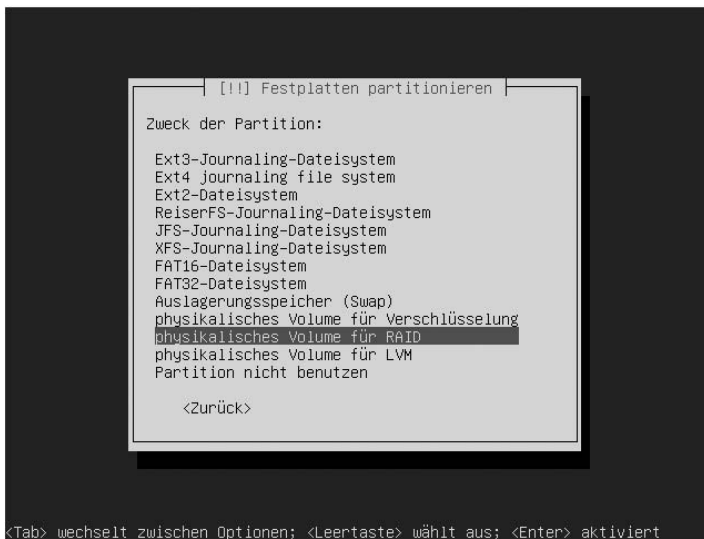 [!!] Festplatten partitionieren
Zweck der Partition:
Ext3-Journaling-Dateisystem
Ext4 journaling file system
Ext2-Dateisystem
ReiserFS-Journaling-Dateisystem
JFS-Journaling-Dateisystem
XFS-Journaling-Dateisystem
FAT16-Dateisystem
FAT32-Dateisystem
Auslagerungsspeicher (Swap)
physikalisches Volume für Verschlüsselung
physikalisches Volume für RAID
physikalisches Volume für LVM
Partition nicht benutzen
<Zurück>
<Tab> wechselt zwischen Optionen; <Leertaste> wählt aus; <Enter> aktiviert